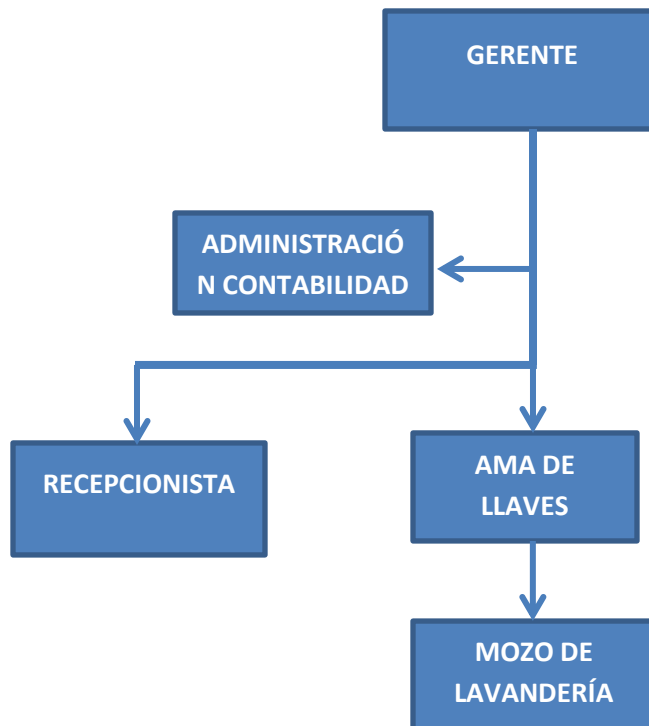 GERENTE
ADMINISTRACIÓ
N CONTABILIDAD
RECEPCIONISTA
AMA DE
LLAVES
MOZO DE
LAVANDERÍA